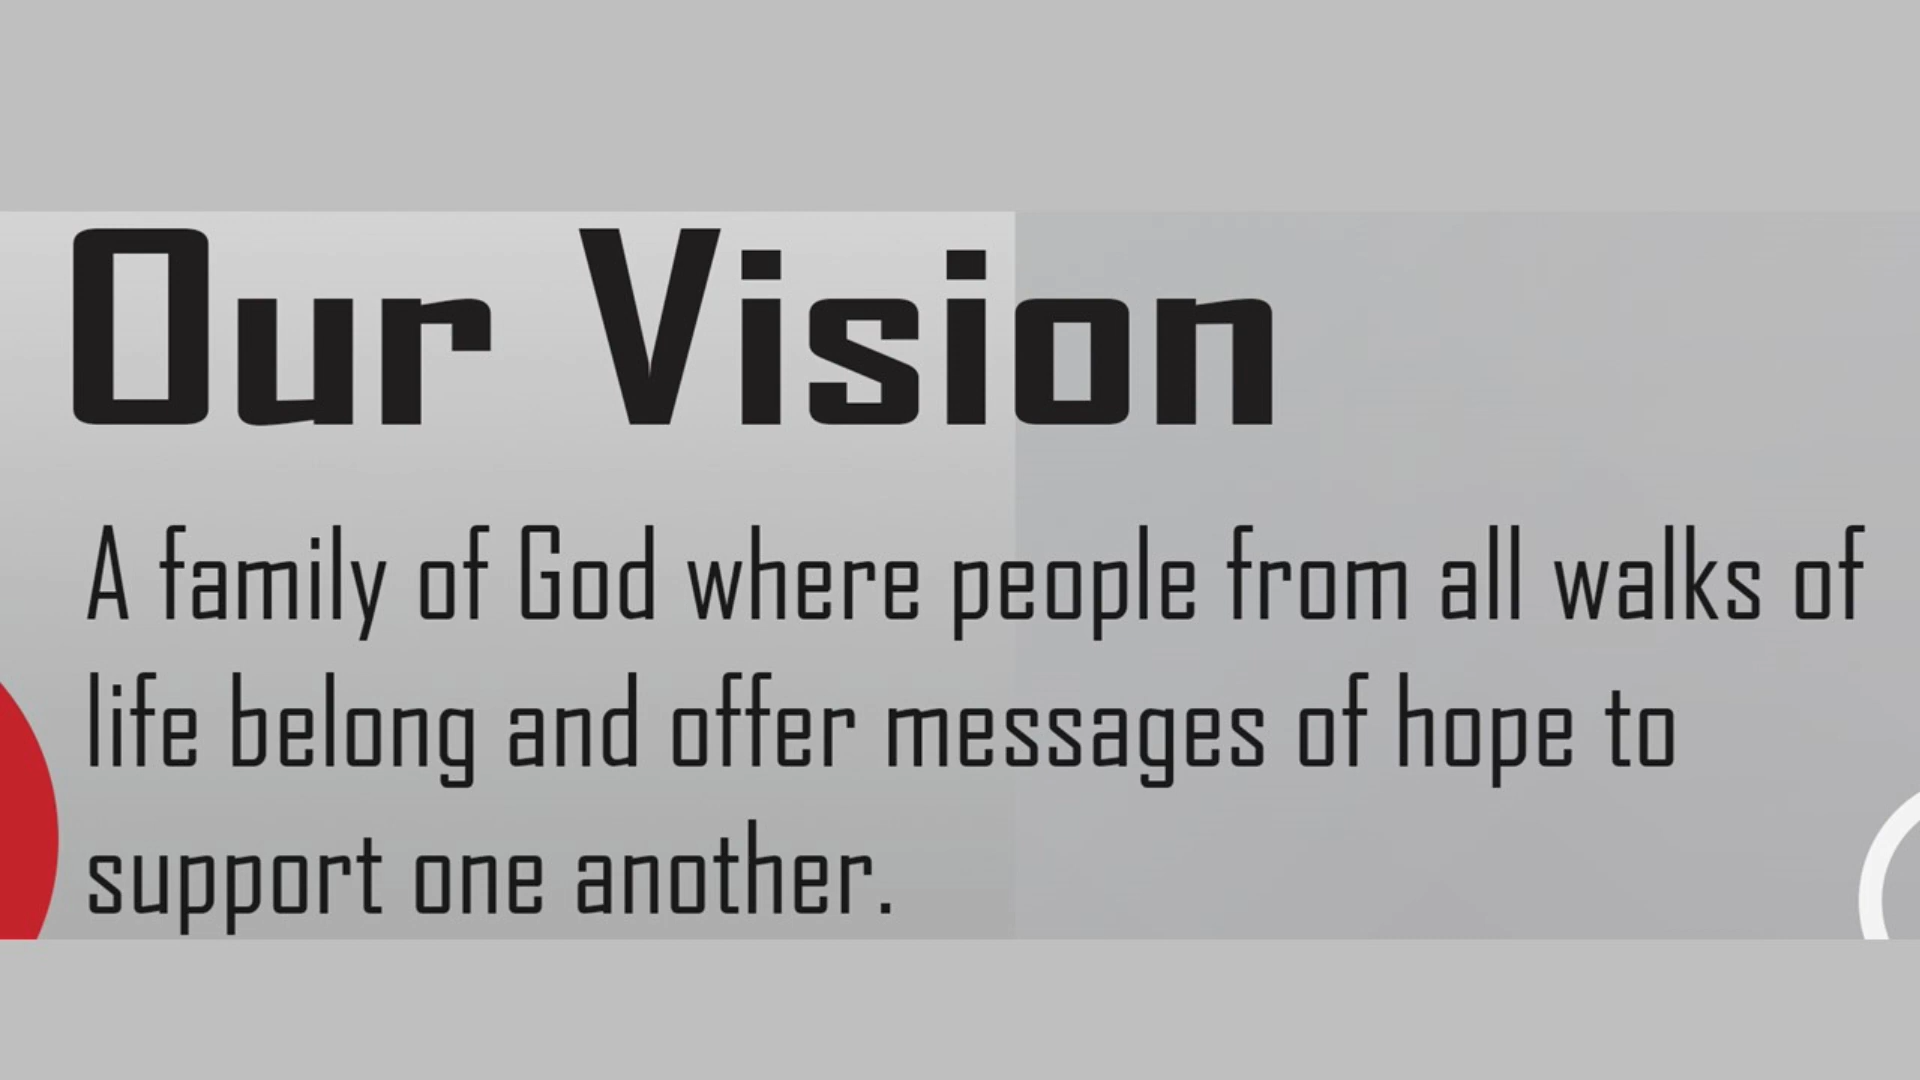 Our Vision
A family of God where people from all walks of
life belong and offer messages of hope to
support one another.